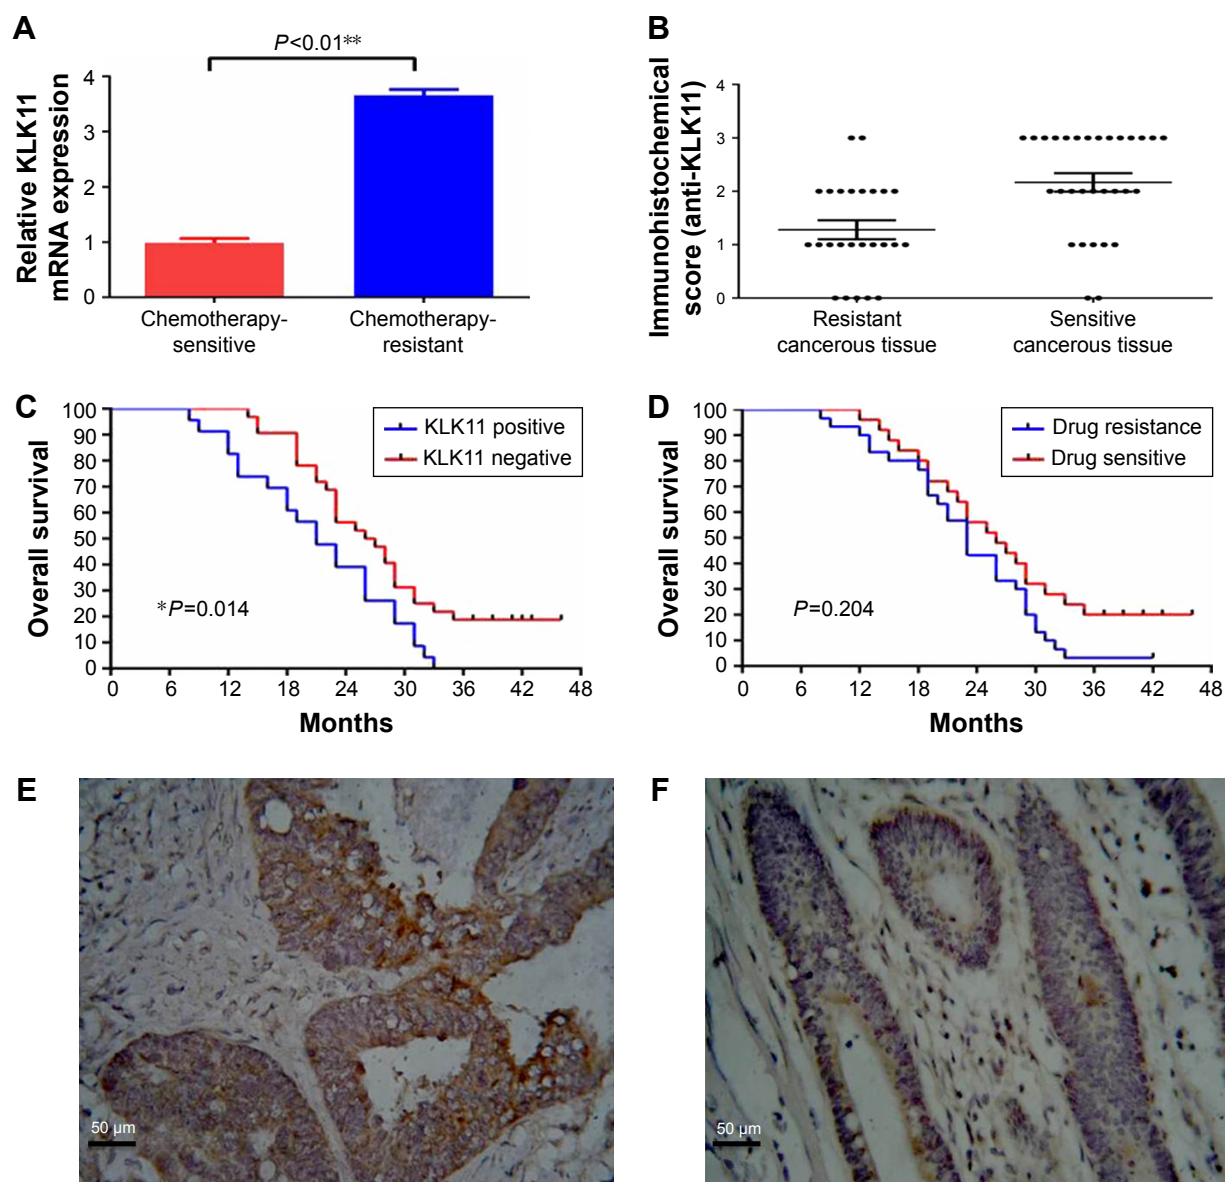 A
P<0.01**
Relative KLK11
mRNA expression
4
3
2
1
0
Chemotherapy-
sensitive
Chemotherapy-
resistant
B
Immunohistochemical
score (anti-KLK11)
4
3
2
1
0
Resistant
cancerous tissue
Sensitive
cancerous tissue
C
Overall survival
100
90
80
70
60
50
40
30
20
10
0
KLK11 positive
KLK11 negative
*P=0.014
0 6 12 18 24 30 36 42 48
Months
D
Overall survival
100
90
80
70
60
50
40
30
20
10
0
Drug resistance
Drug sensitive
P=0.204
0 6 12 18 24 30 36 42 48
Months
E
50 µm
F
50 µm